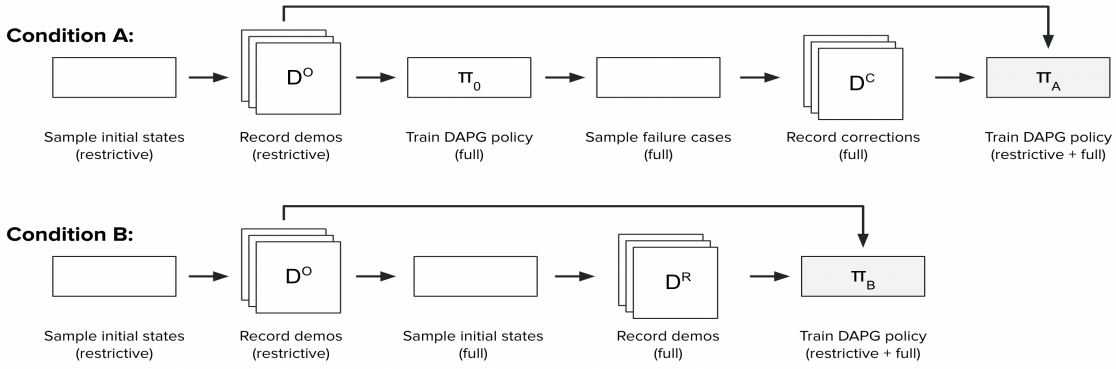 Condition A:
D^O
π_0
D^C
π_A
Sample initial states
(restrictive)
Record demos
(restrictive)
Train DAPG policy
(full)
Sample failure cases
(full)
Record corrections
(full)
Train DAPG policy
(restrictive + full)
Condition B:
D^O
D^R
π_B
Sample initial states
(restrictive)
Record demos
(restrictive)
Sample initial states
(full)
Record demos
(full)
Train DAPG policy
(restrictive + full)